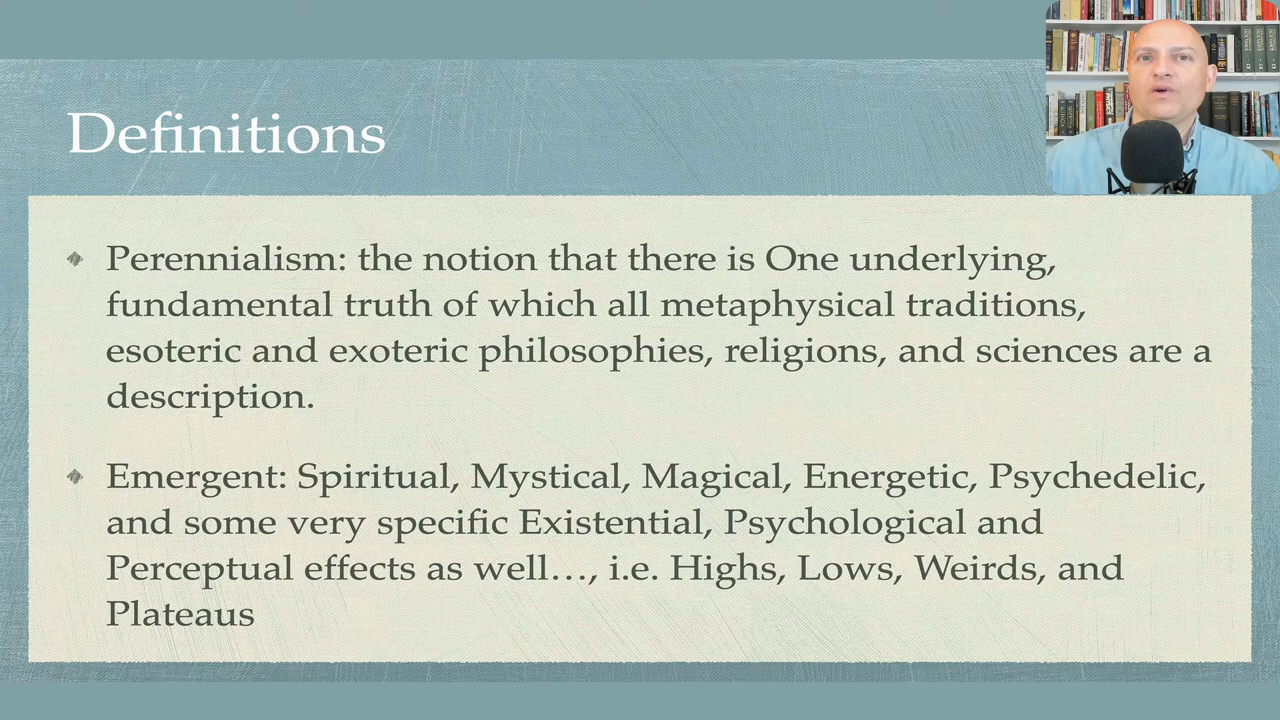 Definitions
Perennialism: the notion that there is One underlying,
fundamental truth of which all metaphysical traditions,
esoteric and exoteric philosophies, religions, and sciences are a
description.
Emergent: Spiritual, Mystical, Magical, Energetic, Psychedelic,
and some very specific Existential, Psychological and
Perceptual effects as well…, i.e. Highs, Lows, Weirds, and
Plateaus